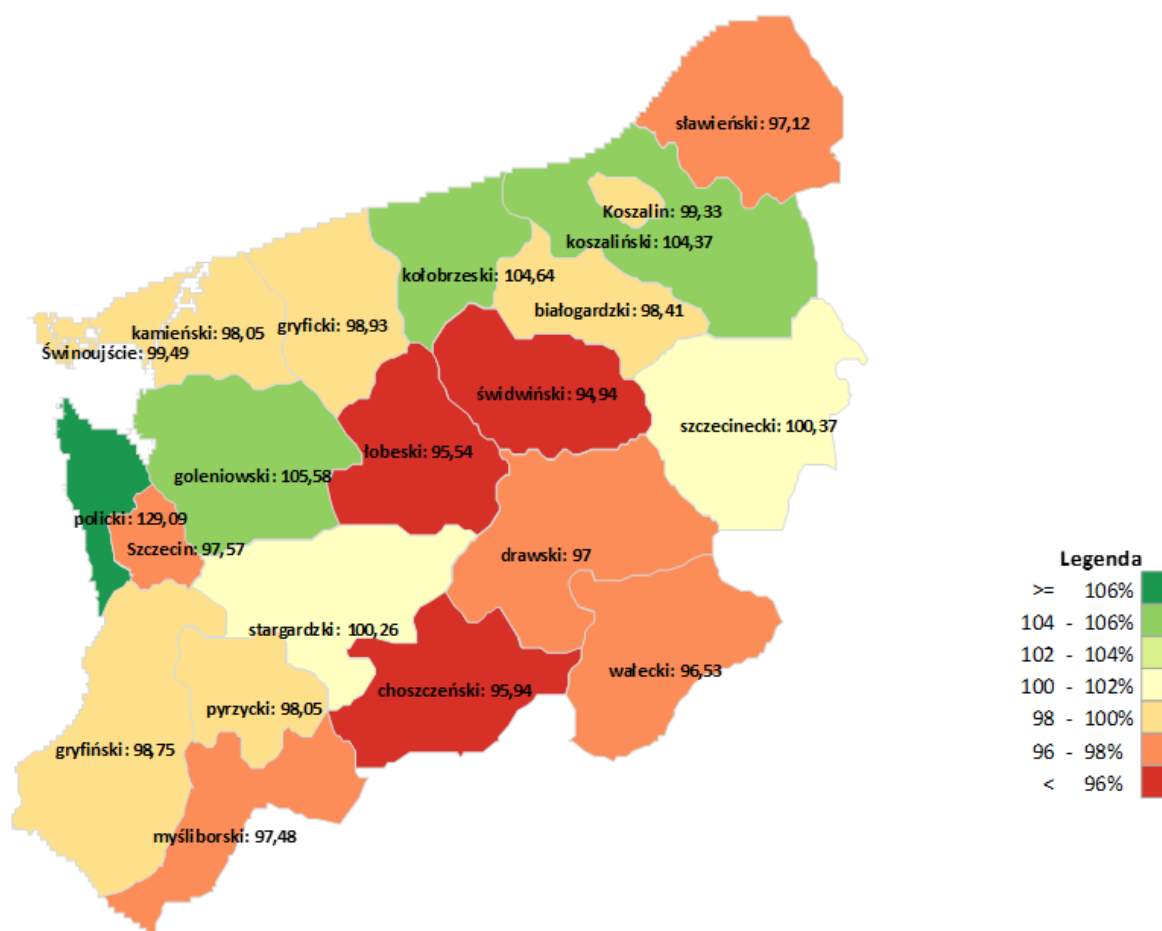 sławieński: 97,12
Koszalin: 99,33
koszaliński: 104,37
kołobrzeski: 104,64
białogardzki: 98,41
kamieński: 98,05
gryficki: 98,93
Świnoujście: 99,49
świdwiński: 94,94
szczecinecki: 100,37
łobeski: 95,54
goleniowski: 105,58
policki: 129,09
Szczecin: 97,57
drawski: 97
stargardzki: 100,26
wałecki: 96,53
choszczeński: 95,94
pyrzycki: 98,05
gryfiński: 98,75
myśliborski: 97,48
Legenda
>= 106%
104 - 106%
102 - 104%
100 - 102%
98 - 100%
96 - 98%
< 96%